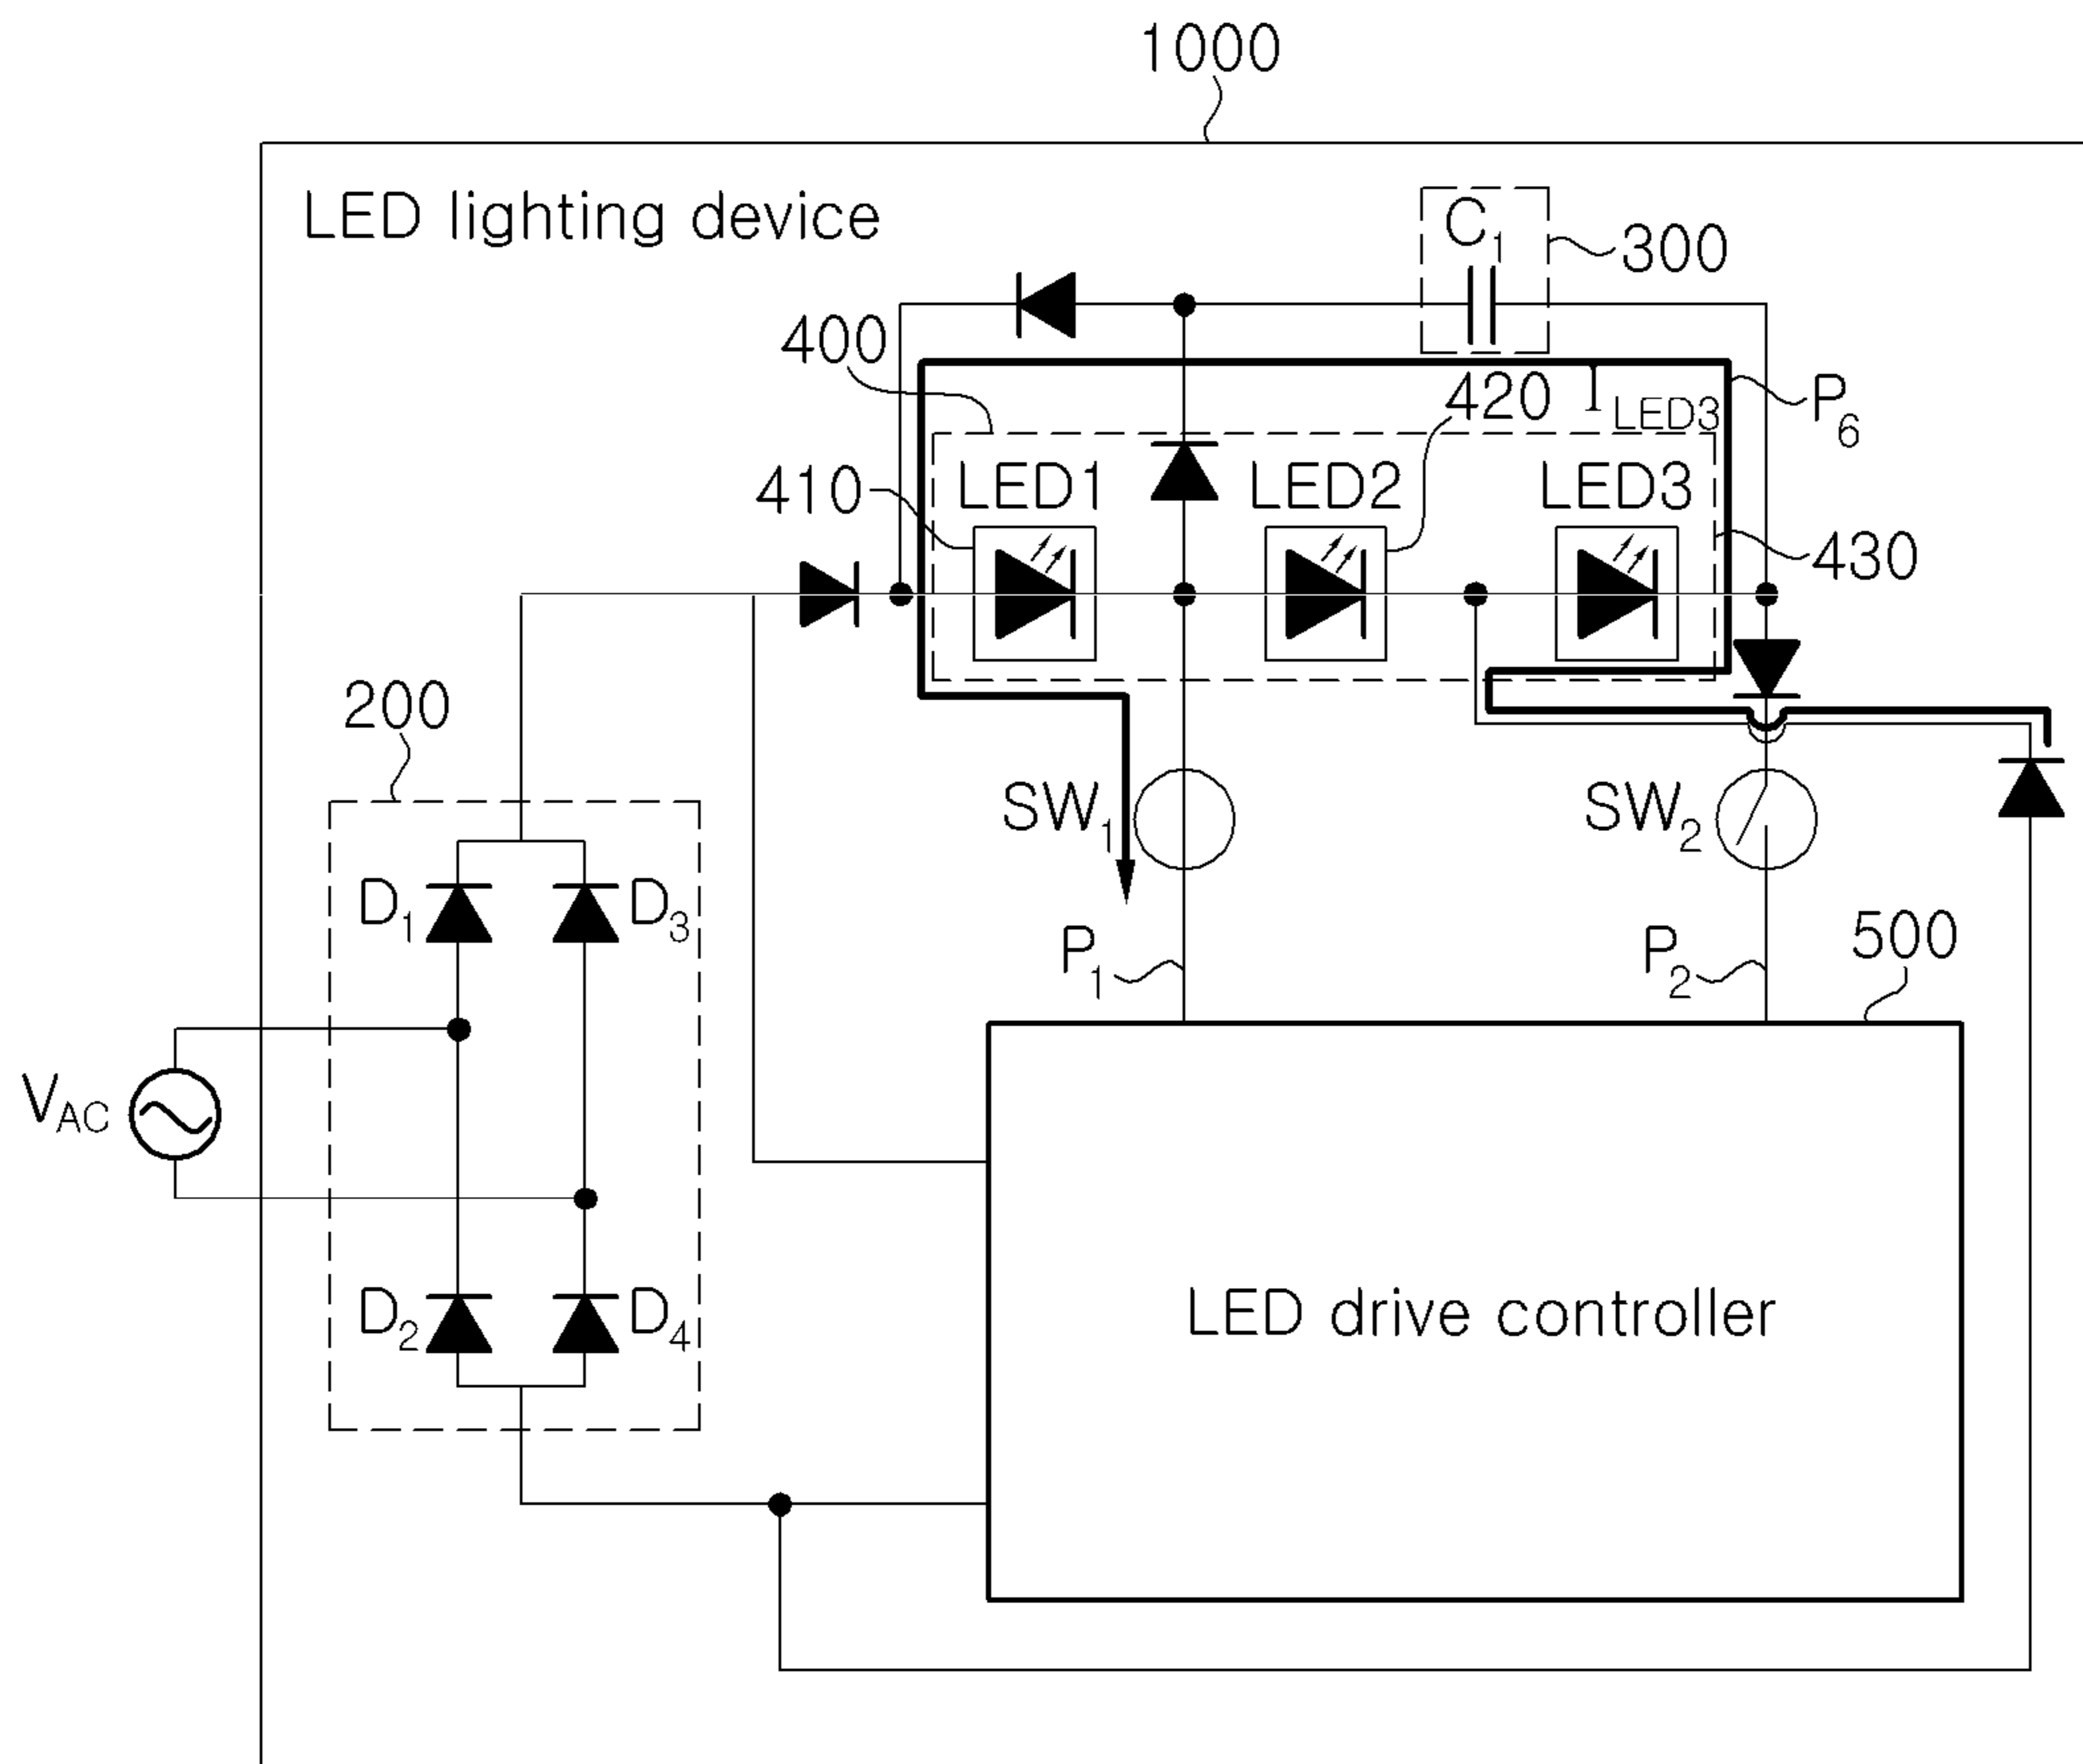 1000
LED lighting device
C1
300
400
420
ILED3
P6
410
LED1
LED2
LED3
430
200
SW1
SW2
D1
D3
P1
P2
500
VAC
D2
D4
LED drive controller